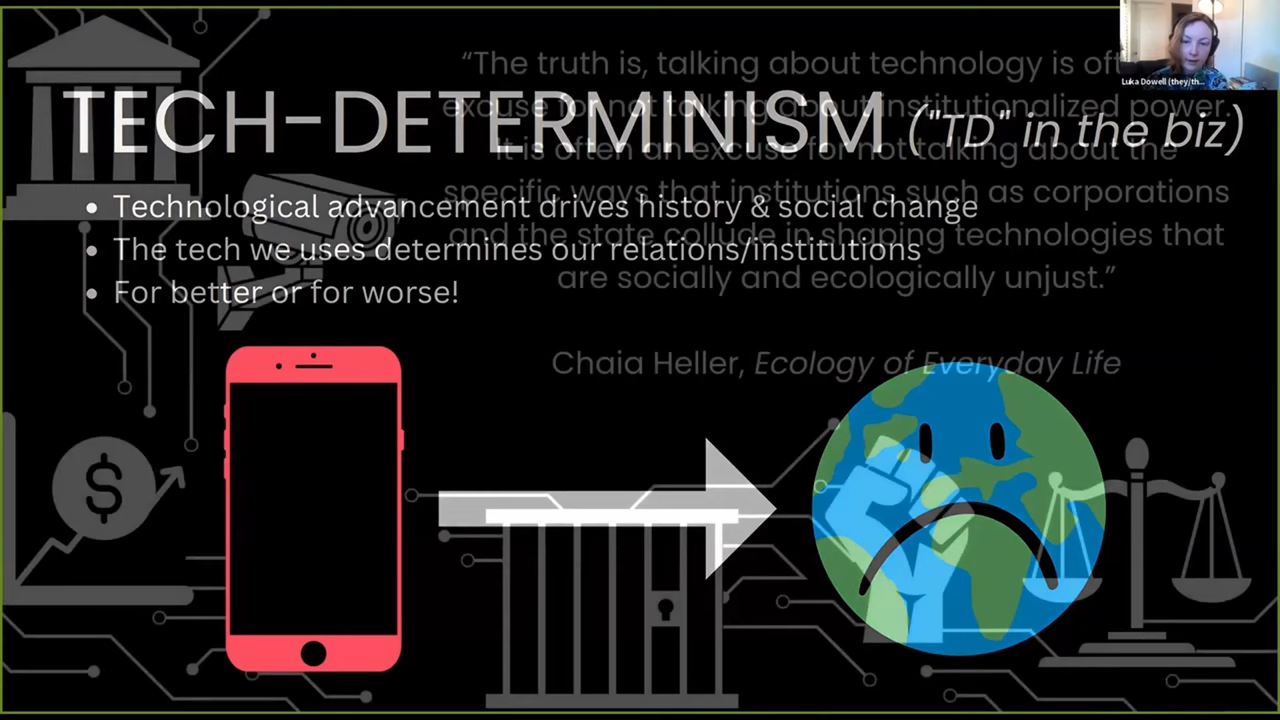 TECH-DETERMINISM ("TD" in the biz)
• Technological advancement drives history & social change
• The tech we uses determines our relations/institutions
• For better or for worse!
“The truth is, talking about technology is oft
excuse for not talking about institutionalized power.
It is often an excuse for not talking about the
specific ways that institutions such as corporations
and the state collude in shaping technologies that
are socially and ecologically unjust.”
Chaia Heller, Ecology of Everyday Life
$
Luka Dowell (they/th...